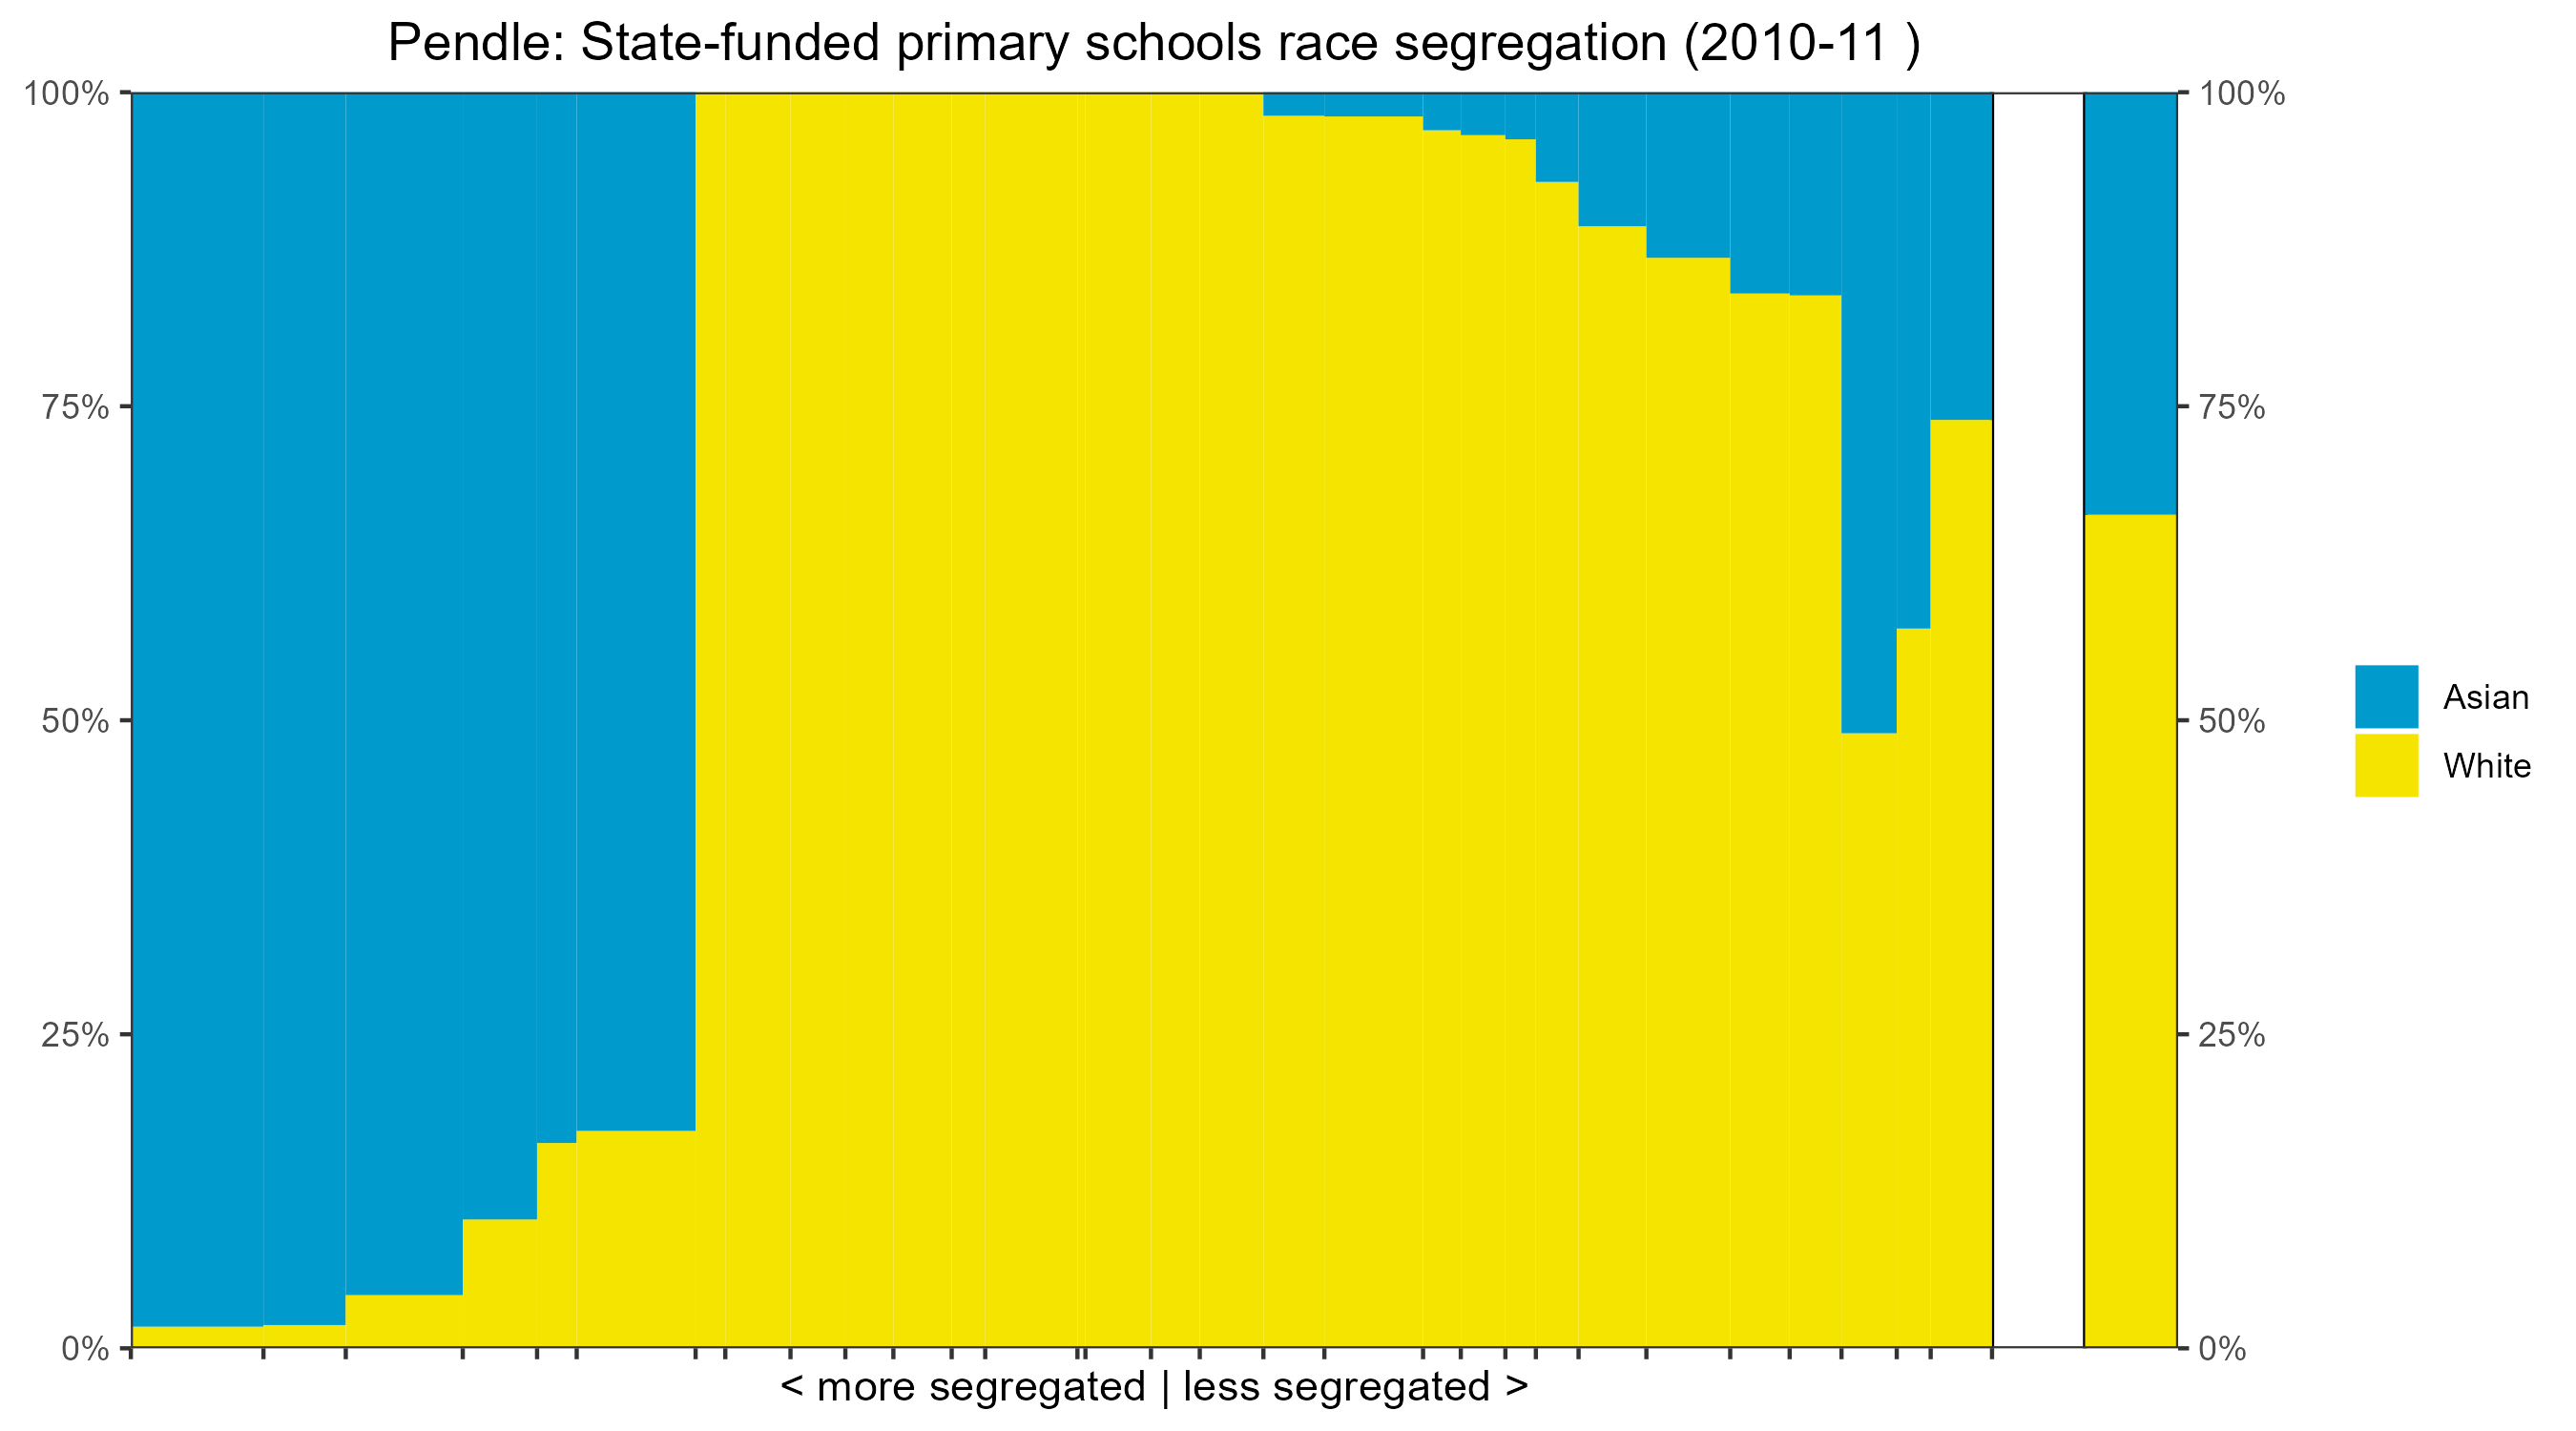 Pendle: State-funded primary schools race segregation (2010-11 )
100%
75%
50%
25%
0%
100%
75%
50%
25%
0%
Asian
White
< more segregated | less segregated >